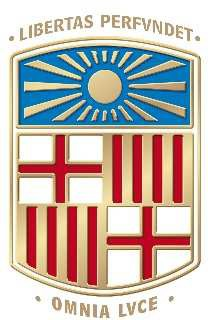 · LIBERTAS PERFVNDET ·
· OMNIA LVCE ·